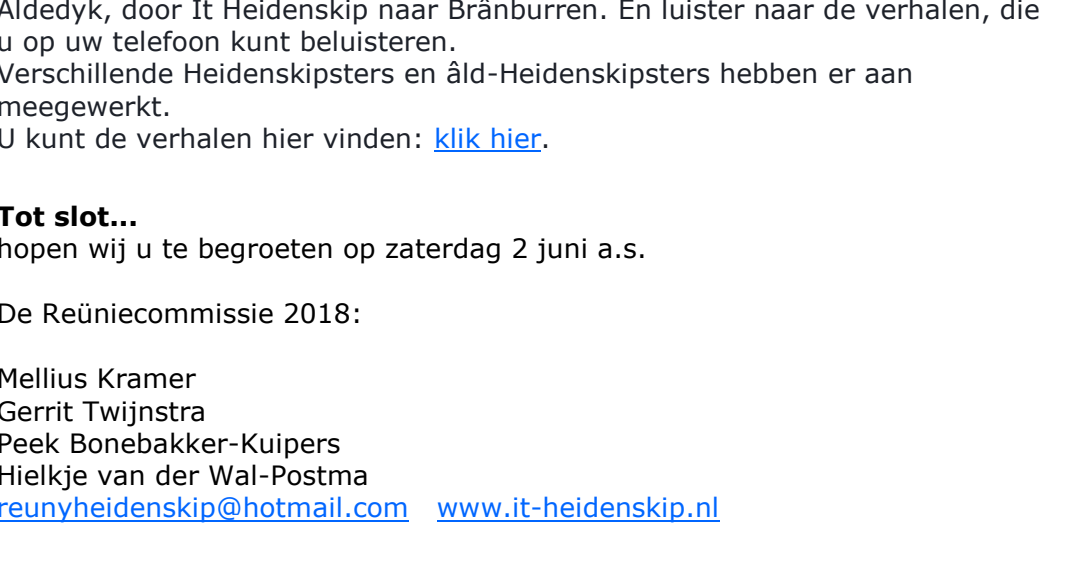 Aldedyk, door It Heidenskip naar Brânburren. En luister naar de verhalen, die
u op uw telefoon kunt beluisteren.
Verschillende Heidenskipsters en âld-Heidenskipsters hebben er aan
meegewerkt.
U kunt de verhalen hier vinden: klik hier.
Tot slot...
hopen wij u te begroeten op zaterdag 2 juni a.s.
De Reüniecommissie 2018:
Mellius Kramer
Gerrit Twijnstra
Peek Bonebakker-Kuipers
Hielkje van der Wal-Postma
reunyheidenskip@hotmail.com www.it-heidenskip.nl